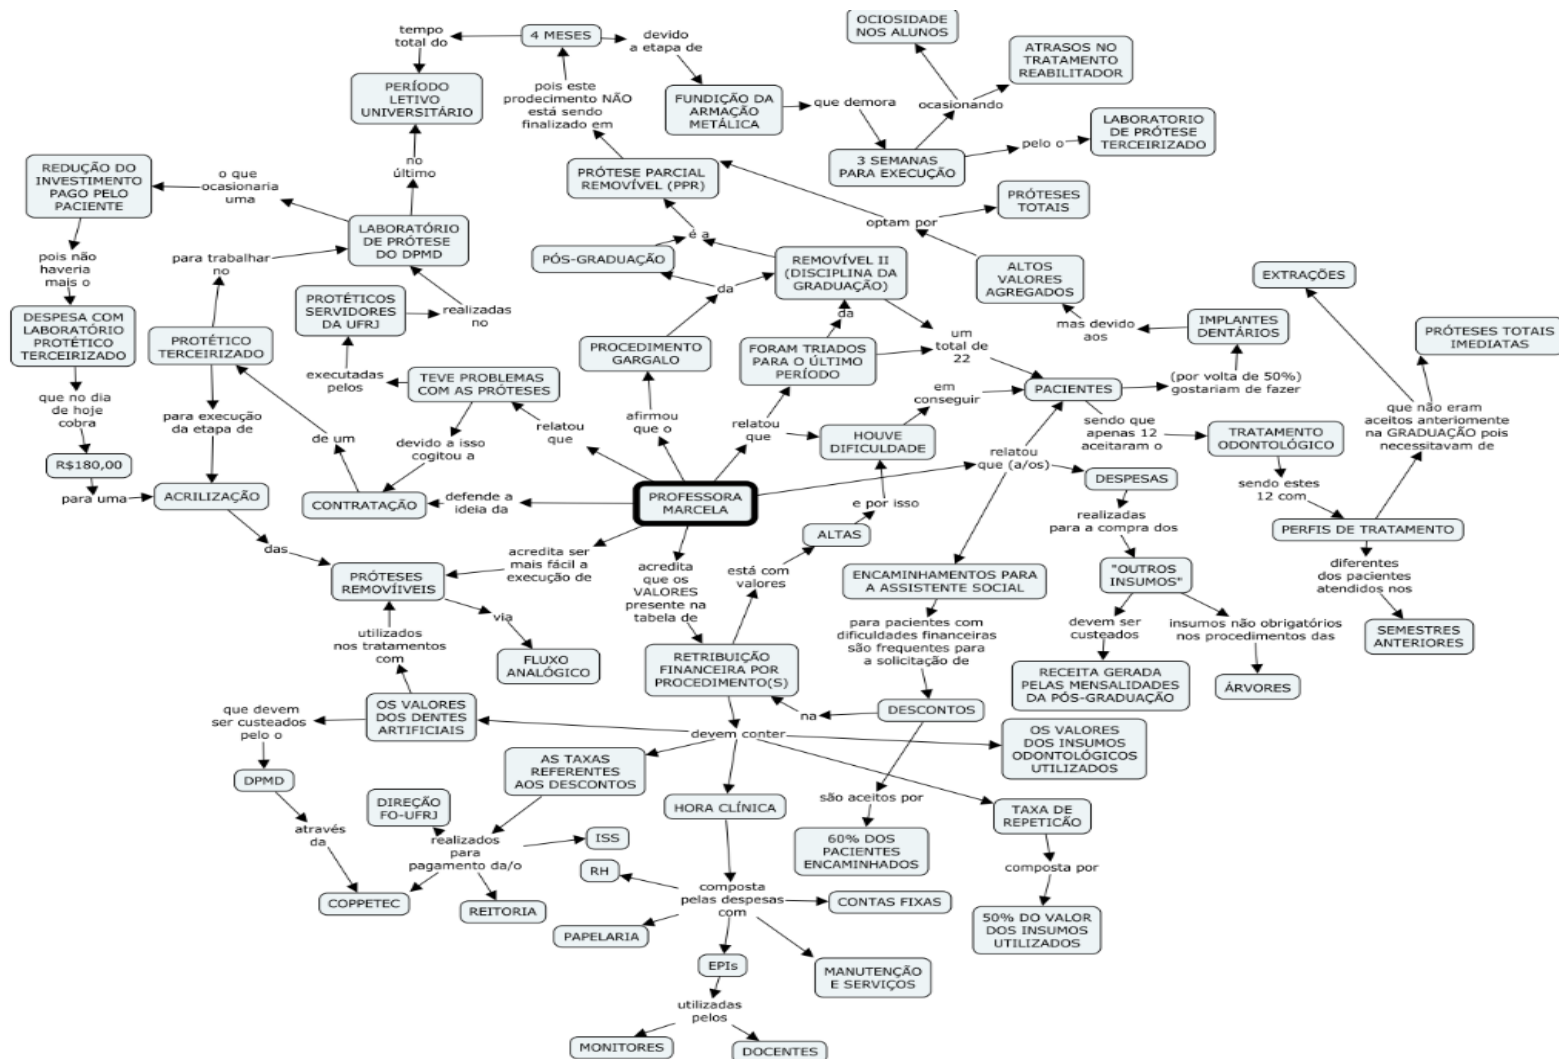 OCIOSIDADE
NOS ALUNOS
tempo
total do
4 MESES
devido
a etapa de
ATRASOS NO
TRATAMENTO
REABILITADOR
PERÍODO
LETIVO
UNIVERSITÁRIO
pois este
prodecimento NÃO
está sendo
finalizado em
FUNDIÇÃO DA
ARMAÇÃO
METÁLICA
que demora
ocasionando
LABORATORIO
DE PRÓTESE
TERCEIRIZADO
pelo o
3 SEMANAS
PARA EXECUÇÃO
REDUÇÃO DO
INVESTIMENTO
PAGO PELO
PACIENTE
o que
ocasionaria
uma
no
último
PRÓTESE PARCIAL
REMOVÍVEL (PPR)
PRÓTESES
TOTAIS
optam por
LABORATÓRIO
DE PRÓTESE
DO DPMD
é a
pois não
haveria
mais o
para trabalhar
no
PÓS-GRADUAÇÃO
REMOVÍVEL II
(DISCIPLINA DA
GRADUAÇÃO)
ALTOS
VALORES
AGREGADOS
EXTRAÇÕES
PROTÉTICOS
SERVIDORES
DA UFRJ
realizadas
no
da
da
mas devido
aos
IMPLANTES
DENTÁRIOS
DESPESA COM
LABORATÓRIO
PROTÉTICO
TERCEIRIZADO
PROTÉTICO
TERCEIRIZADO
PROCEDIMENTO
GARGALO
FORAM TRIADOS
PARA O ÚLTIMO
PERÍODO
um
total de
22
PRÓTESES TOTAIS
IMEDIATAS
executadas
pelos
TEVE PROBLEMAS
COM AS PRÓTESES
em
conseguir
PACIENTES
(por volta de 50%)
gostariam de fazer
que no dia
de hoje
cobra
para execução
da etapa de
de um
devido a isso
cogitou a
relatou
que
afirmou
que o
relatou
que
HOUVE
DIFICULDADE
sendo que
apenas 12
aceitaram o
TRATAMENTO
ODONTOLÓGICO
que não eram
aceitos anteriomente
na GRADUAÇÃO pois
necessitavam de
R$180,00
relatou
que (a/os)
DESPESAS
sendo estes
12 com
para uma
ACRILIZAÇÃO
CONTRATAÇÃO
defende a
ideia da
PROFESSORA
MARCELA
e por isso
realizadas
para a compra dos
PERFIS DE TRATAMENTO
das
acredita ser
mais fácil a
execução de
acredita
que os
VALORES
presente na
tabela de
ALTAS
está com
valores
PRÓTESES
REMOVIÍVEIS
ENCAMINHAMENTOS PARA
A ASSISTENTE SOCIAL
"OUTROS
INSUMOS"
diferentes
dos pacientes
atendidos nos
via
utilizados
nos tratamentos
com
para pacientes com
dificuldades financeiras
são frequentes para
a solicitação de
devem ser
custeados
insumos não obrigatórios
nos procedimentos das
SEMESTRES
ANTERIORES
FLUXO
ANALÓGICO
RETRIBUIÇÃO
FINANCEIRA POR
PROCEDIMENTO(S)
RECEITA GERADA
PELAS MENSALIDADES
DA PÓS-GRADUAÇÃO
ÁRVORES
que devem
ser custeados
pelo o
OS VALORES
DOS DENTES
ARTIFICIAIS
na
DESCONTOS
devem conter
OS VALORES
DOS INSUMOS
ODONTOLÓGICOS
UTILIZADOS
DPMD
AS TAXAS
REFERENTES
AOS DESCONTOS
DIREÇÃO
FO-UFRJ
HORA CLÍNICA
são aceitos por
TAXA DE
REPETICÃO
através
da
realizados
para
pagamento da/o
ISS
60% DOS
PACIENTES
ENCAMINHADOS
composta por
RH
COPPETEC
REITORIA
composta
pelas despesas
com
CONTAS FIXAS
50% DO VALOR
DOS INSUMOS
UTILIZADOS
PAPELARIA
EPIs
MANUTENÇÃO
E SERVIÇOS
utilizadas
pelos
MONITORES
DOCENTES